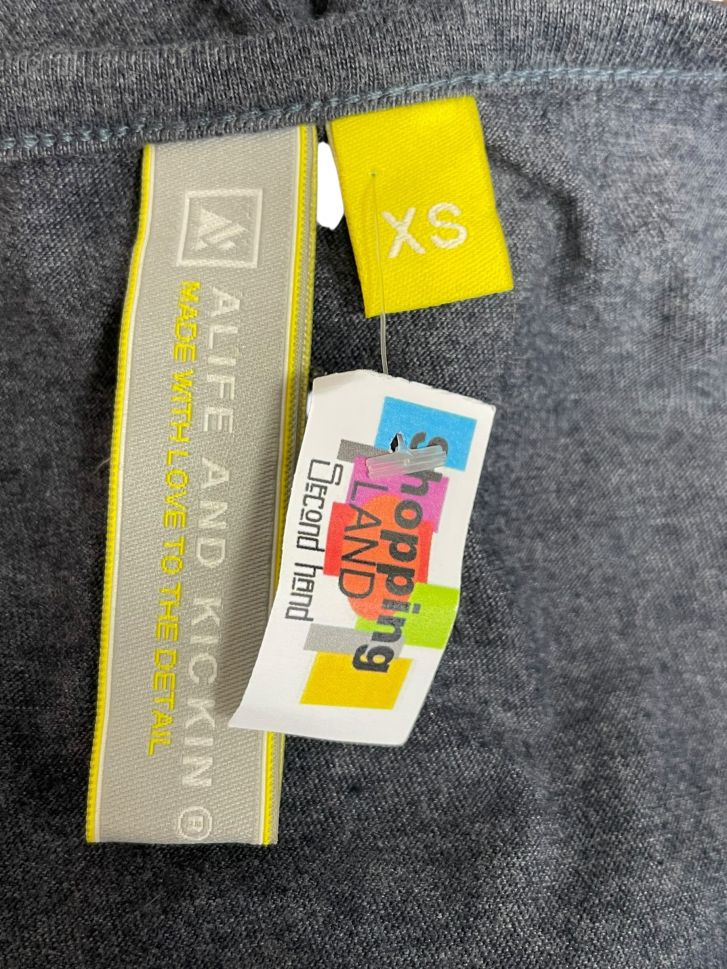 XS
ALIFE AND KICKIN®
MADE WITH LOVE TO THE DETAIL
shopping
LAND
Second hand